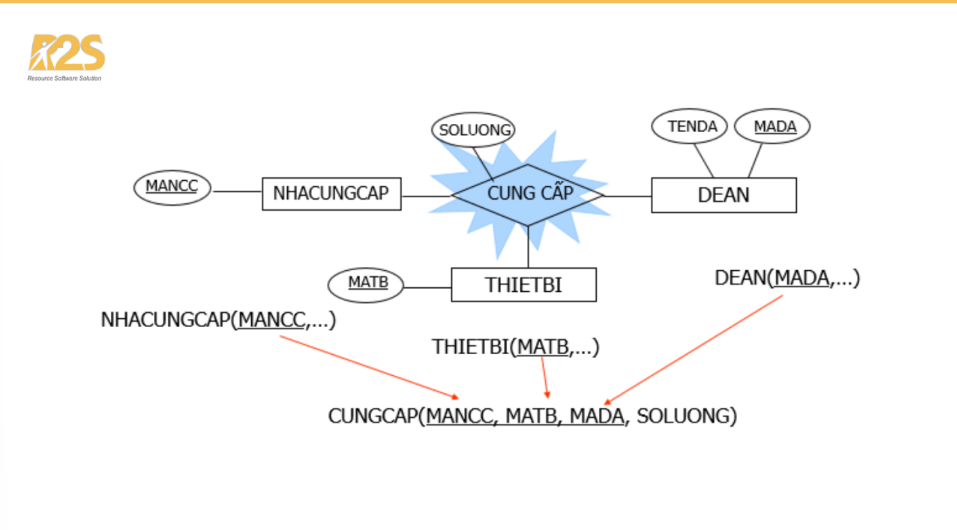 R2S
Resource Software Solution
SOLUONG
TENDA
MADA
MANCC
NHACUNGCAP
CUNG CẤP
DEAN
MATB
THIETBI
DEAN(MADA,...)
NHACUNGCAP(MANCC,...)
THIETBI(MATB,...)
CUNGCAP(MANCC, MATB, MADA, SOLUONG)